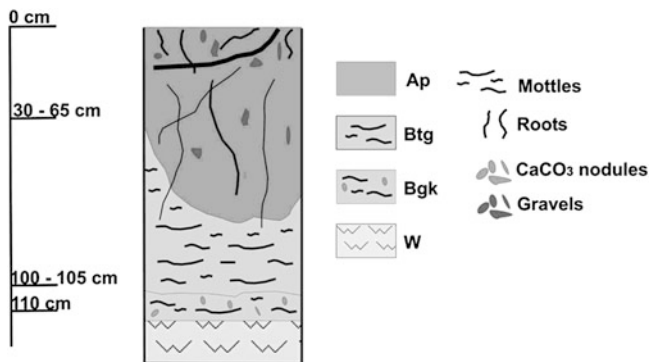 0 cm
30 - 65 cm
100 - 105 cm
110 cm
Ap
Btg
Bgk
W
Mottles
Roots
CaCO₃ nodules
Gravels